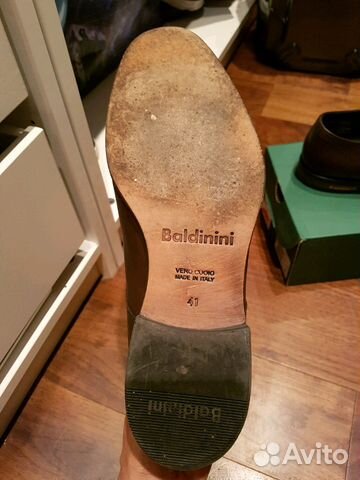 Baldinini
VERO CUOIO
MADE IN ITALY
41
Baldinini
Avito